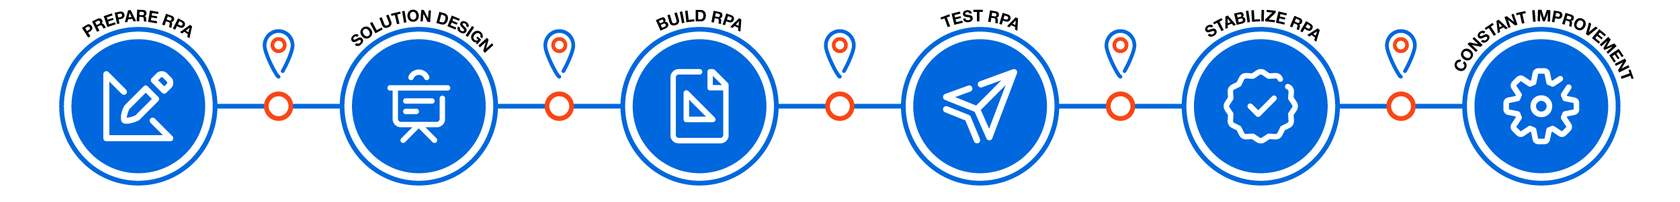 PREPARE RPA
SOLUTION DESIGN
BUILD RPA
TEST RPA
STABILIZE RPA
CONSTANT IMPROVEMENT